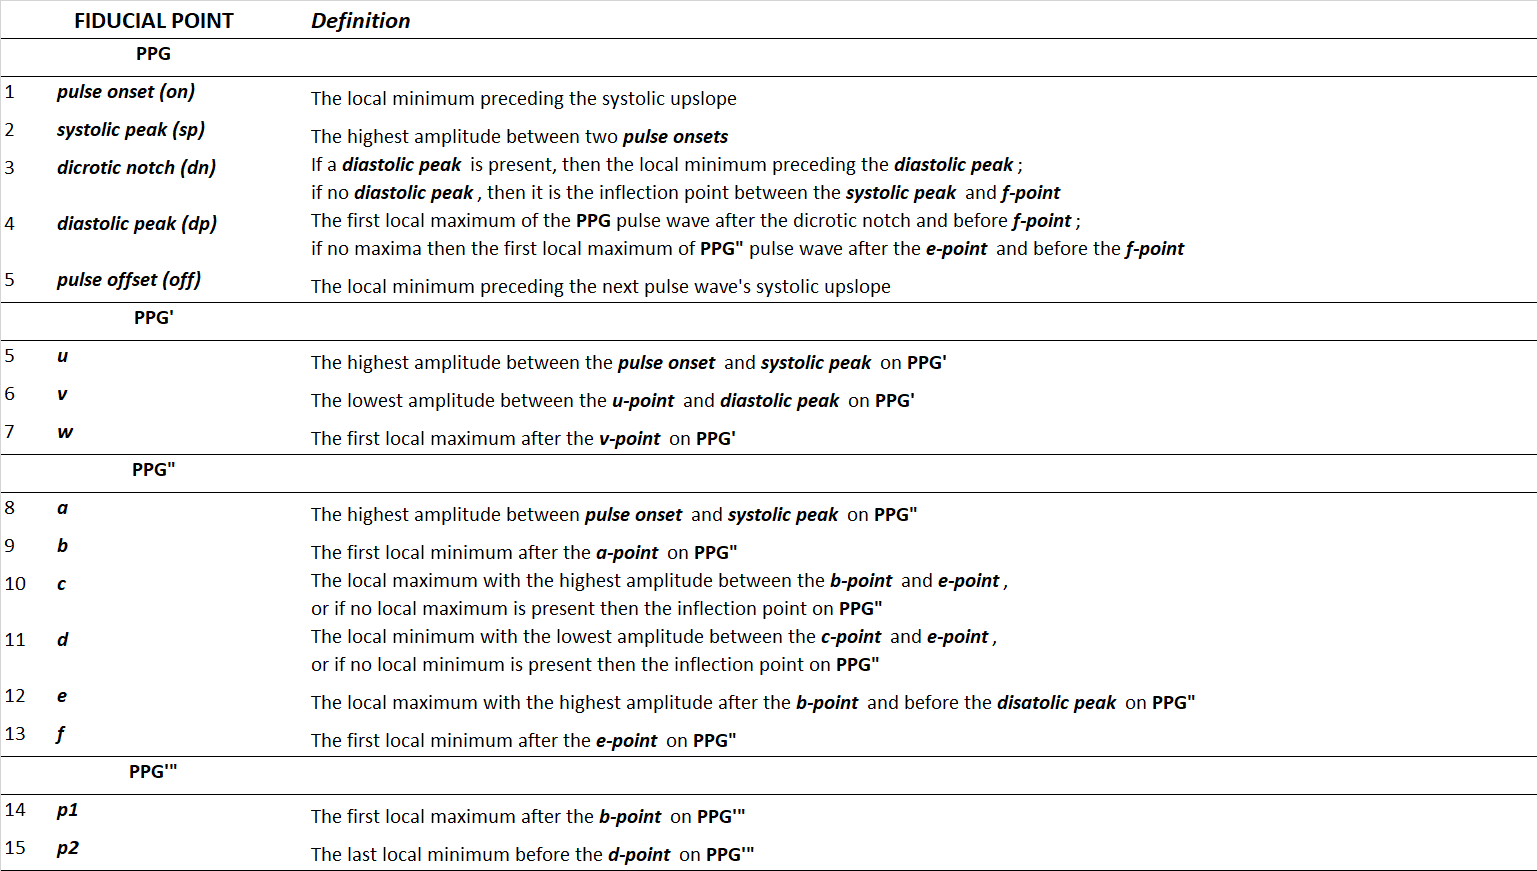 FIDUCIAL POINT Definition
PPG
1 pulse onset (on) The local minimum preceding the systolic upslope
2 systolic peak (sp) The highest amplitude between two pulse onsets
3 dicrotic notch (dn) If a diastolic peak is present, then the local minimum preceding the diastolic peak;
if no diastolic peak, then it is the inflection point between the systolic peak and f-point
4 diastolic peak (dp) The first local maximum of the PPG pulse wave after the dicrotic notch and before f-point;
if no maxima then the first local maximum of PPG" pulse wave after the e-point and before the f-point
5 pulse offset (off) The local minimum preceding the next pulse wave's systolic upslope
PPG'
5 u The highest amplitude between the pulse onset and systolic peak on PPG'
6 v The lowest amplitude between the u-point and diastolic peak on PPG'
7 w The first local maximum after the v-point on PPG'
PPG"
8 a The highest amplitude between pulse onset and systolic peak on PPG"
9 b The first local minimum after the a-point on PPG"
10 c The local maximum with the highest amplitude between the b-point and e-point,
or if no local maximum is present then the inflection point on PPG"
11 d The local minimum with the lowest amplitude between the c-point and e-point,
or if no local minimum is present then the inflection point on PPG"
12 e The local maximum with the highest amplitude after the b-point and before the disatolic peak on PPG"
13 f The first local minimum after the e-point on PPG"
PPG'"
14 p1 The first local maximum after the b-point on PPG'"
15 p2 The last local minimum before the d-point on PPG'"